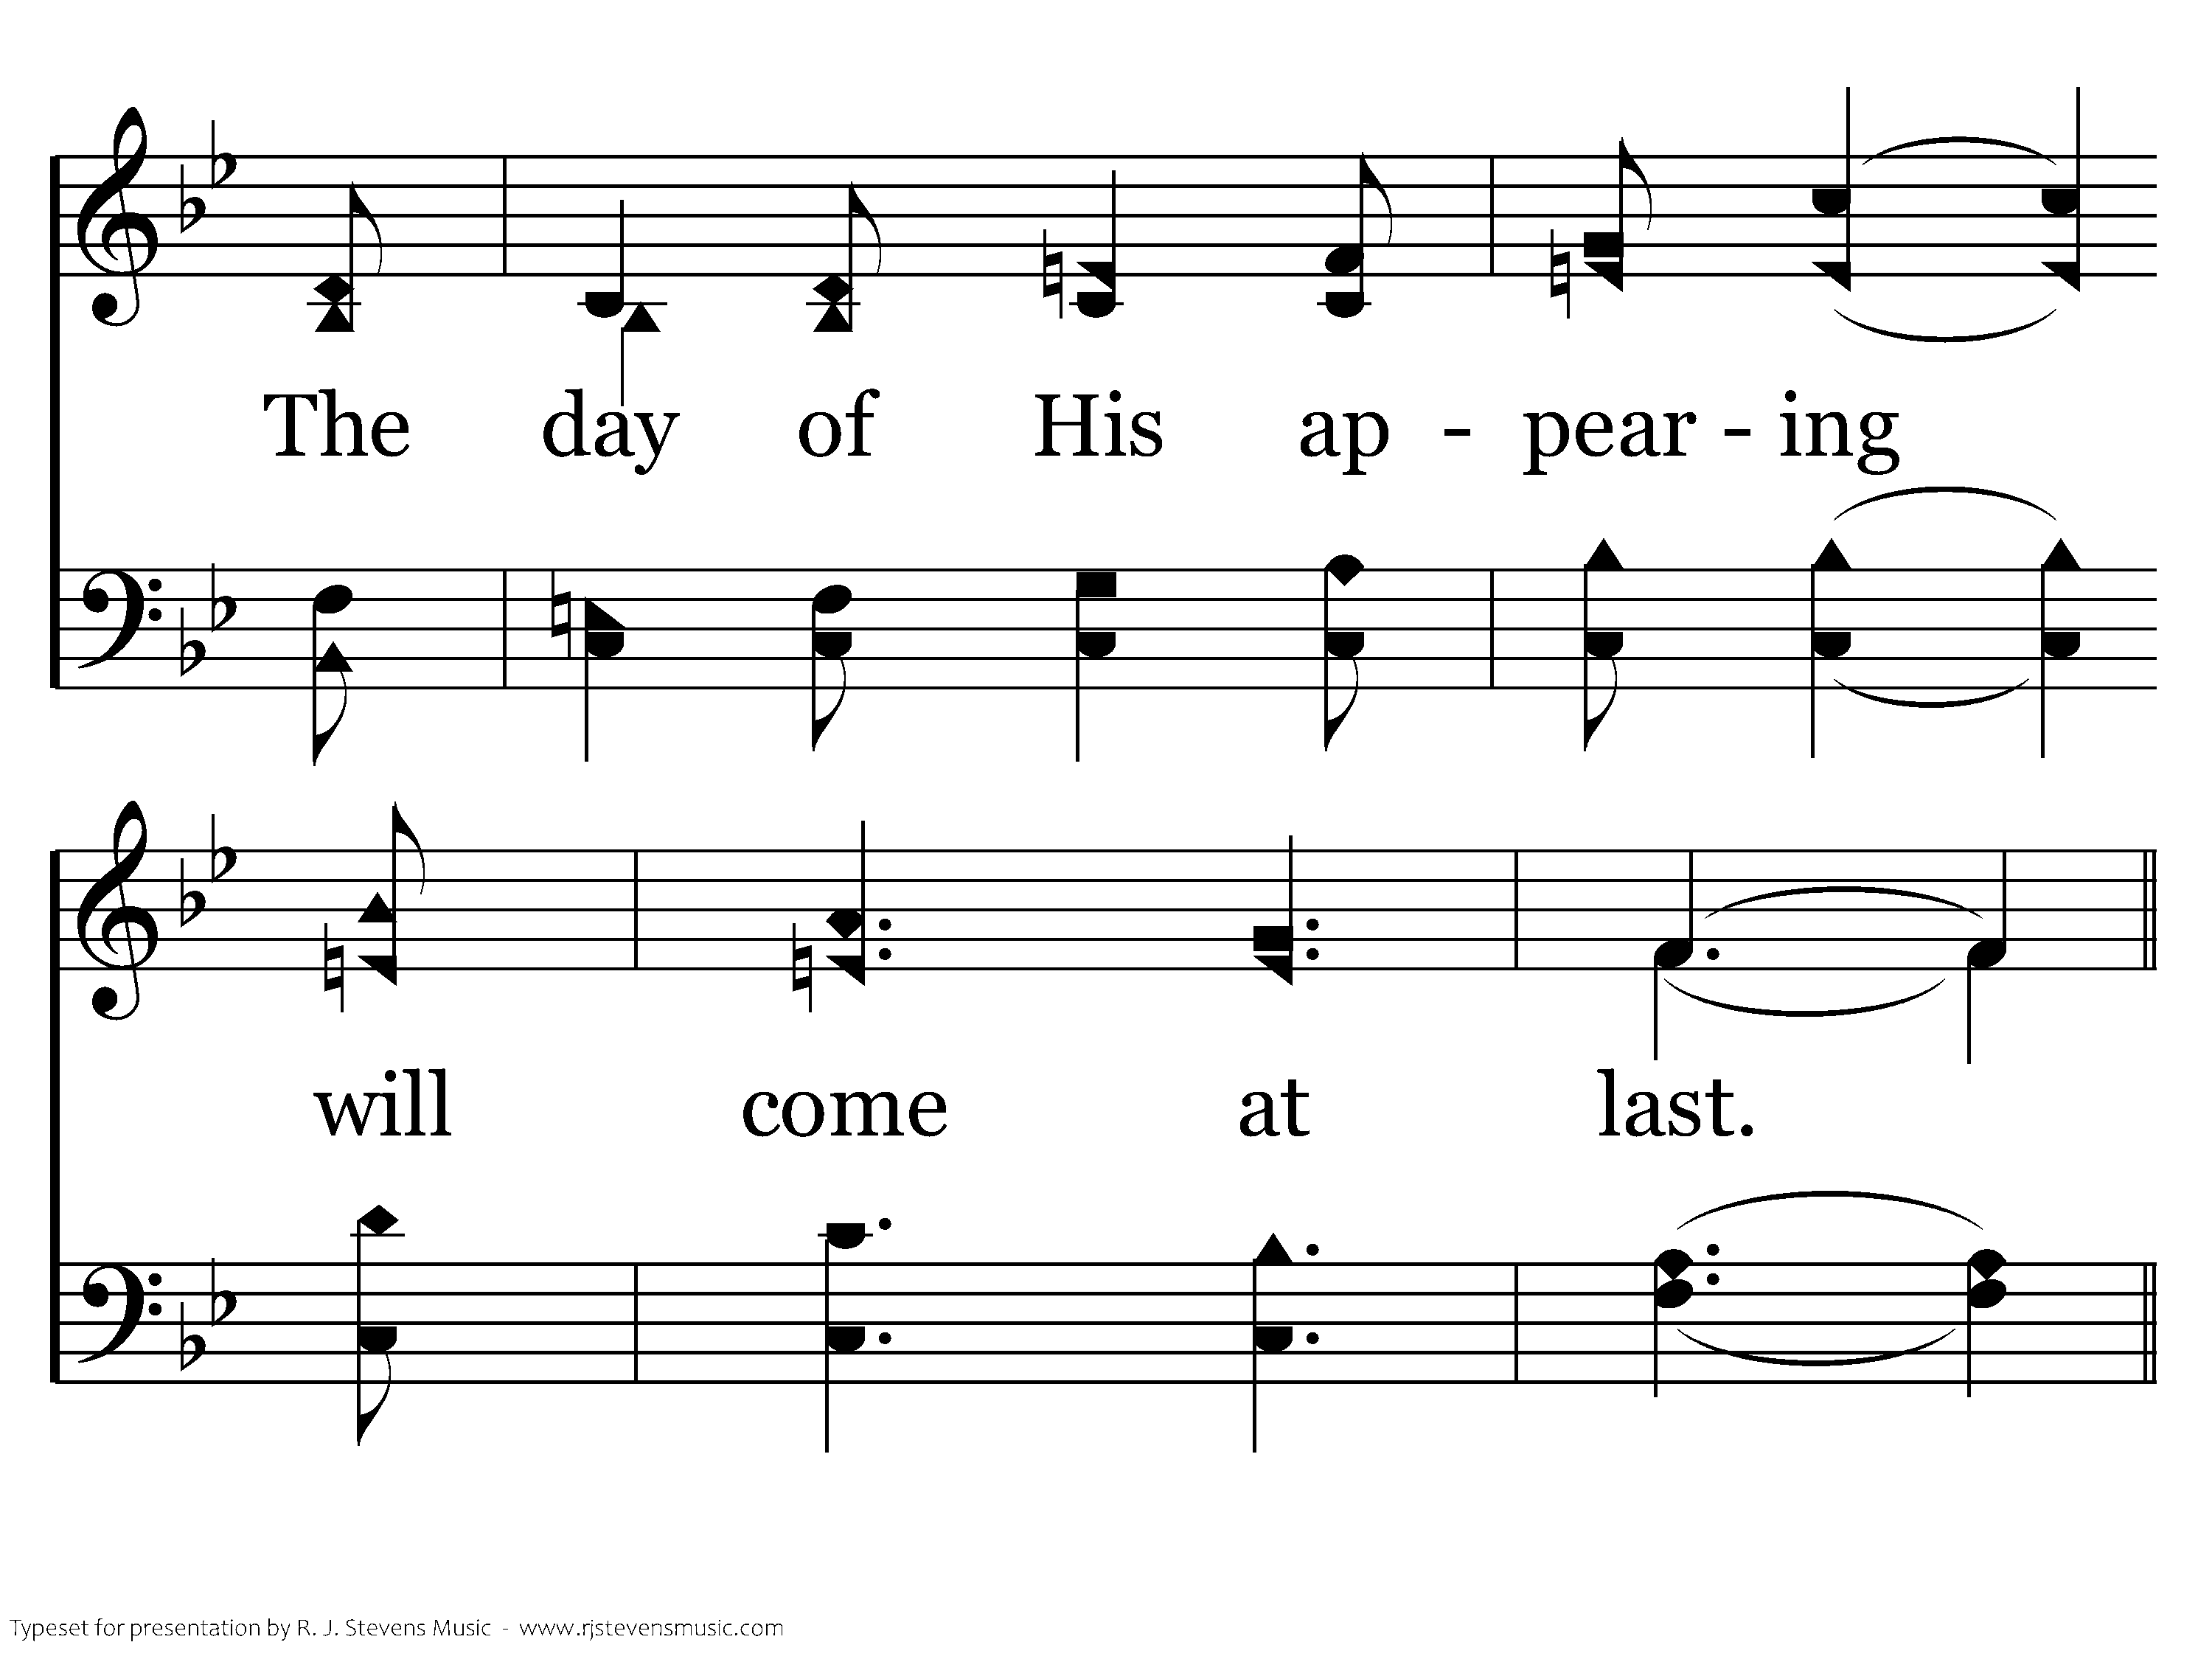 The day of His ap - pear - ing
will come at last.
Typeset for presentation by R. J. Stevens Music - www.rjstevensmusic.com